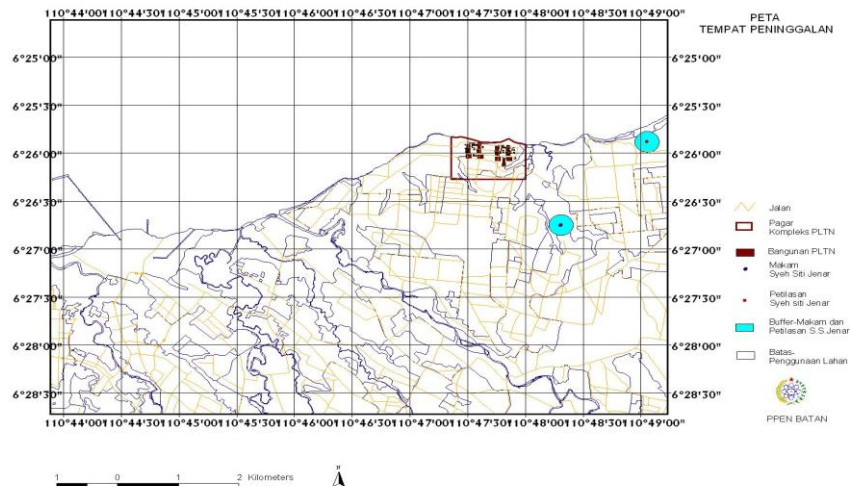 110°44'00"110°44'30"110°45'00"110°45'30"110°46'00"110°46'30"110°47'00"110°47'30"110°48'00"110°48'30"110°49'00"
PETA
TEMPAT PENINGGALAN
6°25'00" 6°25'00"
6°25'30" 6°25'30"
6°26'00" 6°26'00"
6°26'30" 6°26'30"
6°27'00" 6°27'00"
6°27'30" 6°27'30"
6°28'00" 6°28'00"
6°28'30" 6°28'30"
110°44'00"110°44'30"110°45'00"110°45'30"110°46'00"110°46'30"110°47'00"110°47'30"110°48'00"110°48'30"110°49'00"
Jalan
Pagar
Kompleks PLTN
Bangunan PLTN
Makam
Syeh Siti Jenar
Petilasan
Syeh siti Jenar
Buffer-Makam dan
Petilasan S.S.Jenar
Batas-
Penggunaan Lahan
PPEN BATAN
1 0 1 2 Kilometers
N